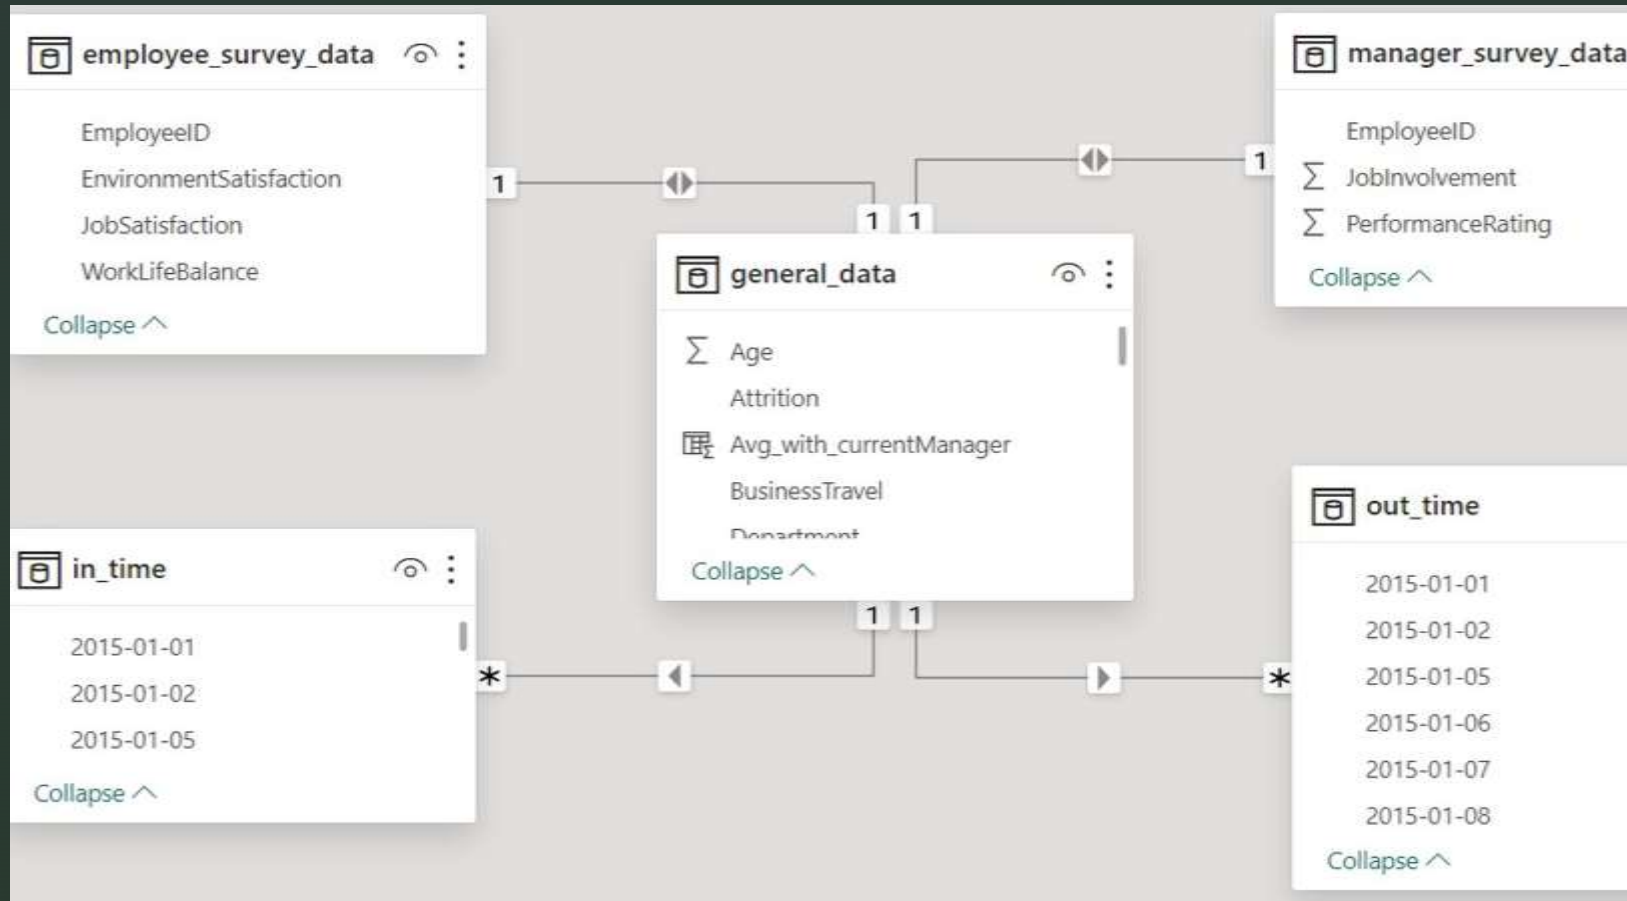 employee_survey_data
EmployeeID
EnvironmentSatisfaction
JobSatisfaction
WorkLifeBalance
Collapse
1
1
1
1
manager_survey_data
EmployeeID
∑ JobInvolvement
∑ PerformanceRating
Collapse
general_data
∑ Age
Attrition
Avg_with_currentManager
BusinessTravel
Department
Collapse
1
1
*
*
in_time
2015-01-01
2015-01-02
2015-01-05
Collapse
out_time
2015-01-01
2015-01-02
2015-01-05
2015-01-06
2015-01-07
2015-01-08
Collapse